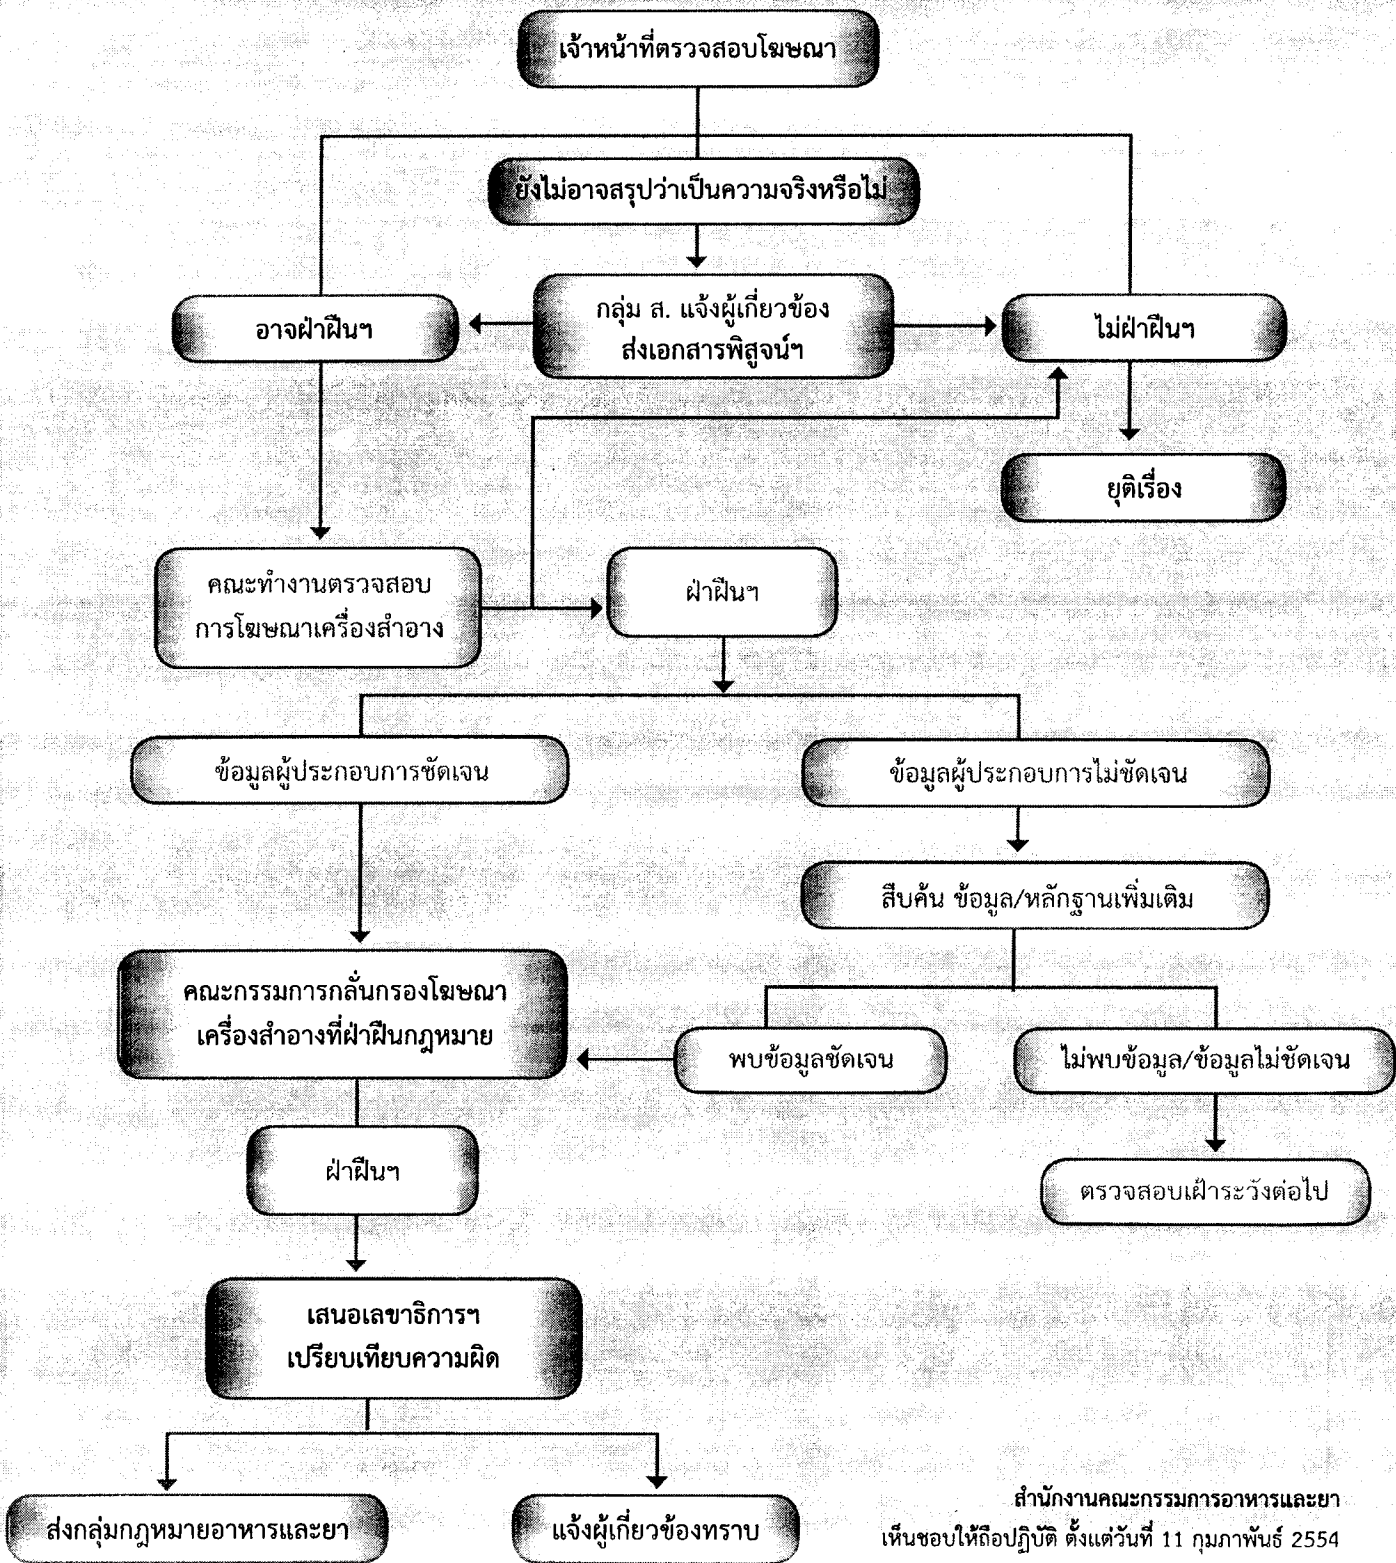 เจ้าหน้าที่ตรวจสอบโฆษณา
ยังไม่อาจสรุปว่าเป็นความจริงหรือไม่
อาจฝ่าฝืนฯ
กลุ่ม ส. แจ้งผู้เกี่ยวข้อง
ส่งเอกสารพิสูจน์ฯ
ไม่ฝ่าฝืนฯ
ยุติเรื่อง
คณะทำงานตรวจสอบ
การโฆษณาเครื่องสำอาง
ฝ่าฝืนฯ
ข้อมูลผู้ประกอบการชัดเจน
ข้อมูลผู้ประกอบการไม่ชัดเจน
สืบค้น ข้อมูล/หลักฐานเพิ่มเติม
คณะกรรมการกลั่นกรองโฆษณา
เครื่องสำอางที่ฝ่าฝืนกฎหมาย
พบข้อมูลชัดเจน
ไม่พบข้อมูล/ข้อมูลไม่ชัดเจน
ฝ่าฝืนฯ
ตรวจสอบเฝ้าระวังต่อไป
เสนอเลขาธิการฯ
เปรียบเทียบความผิด
ส่งกลุ่มกฎหมายอาหารและยา
แจ้งผู้เกี่ยวข้องทราบ
สำนักงานคณะกรรมการอาหารและยา
เห็นชอบให้ถือปฏิบัติ ตั้งแต่วันที่ 11 กุมภาพันธ์ 2554